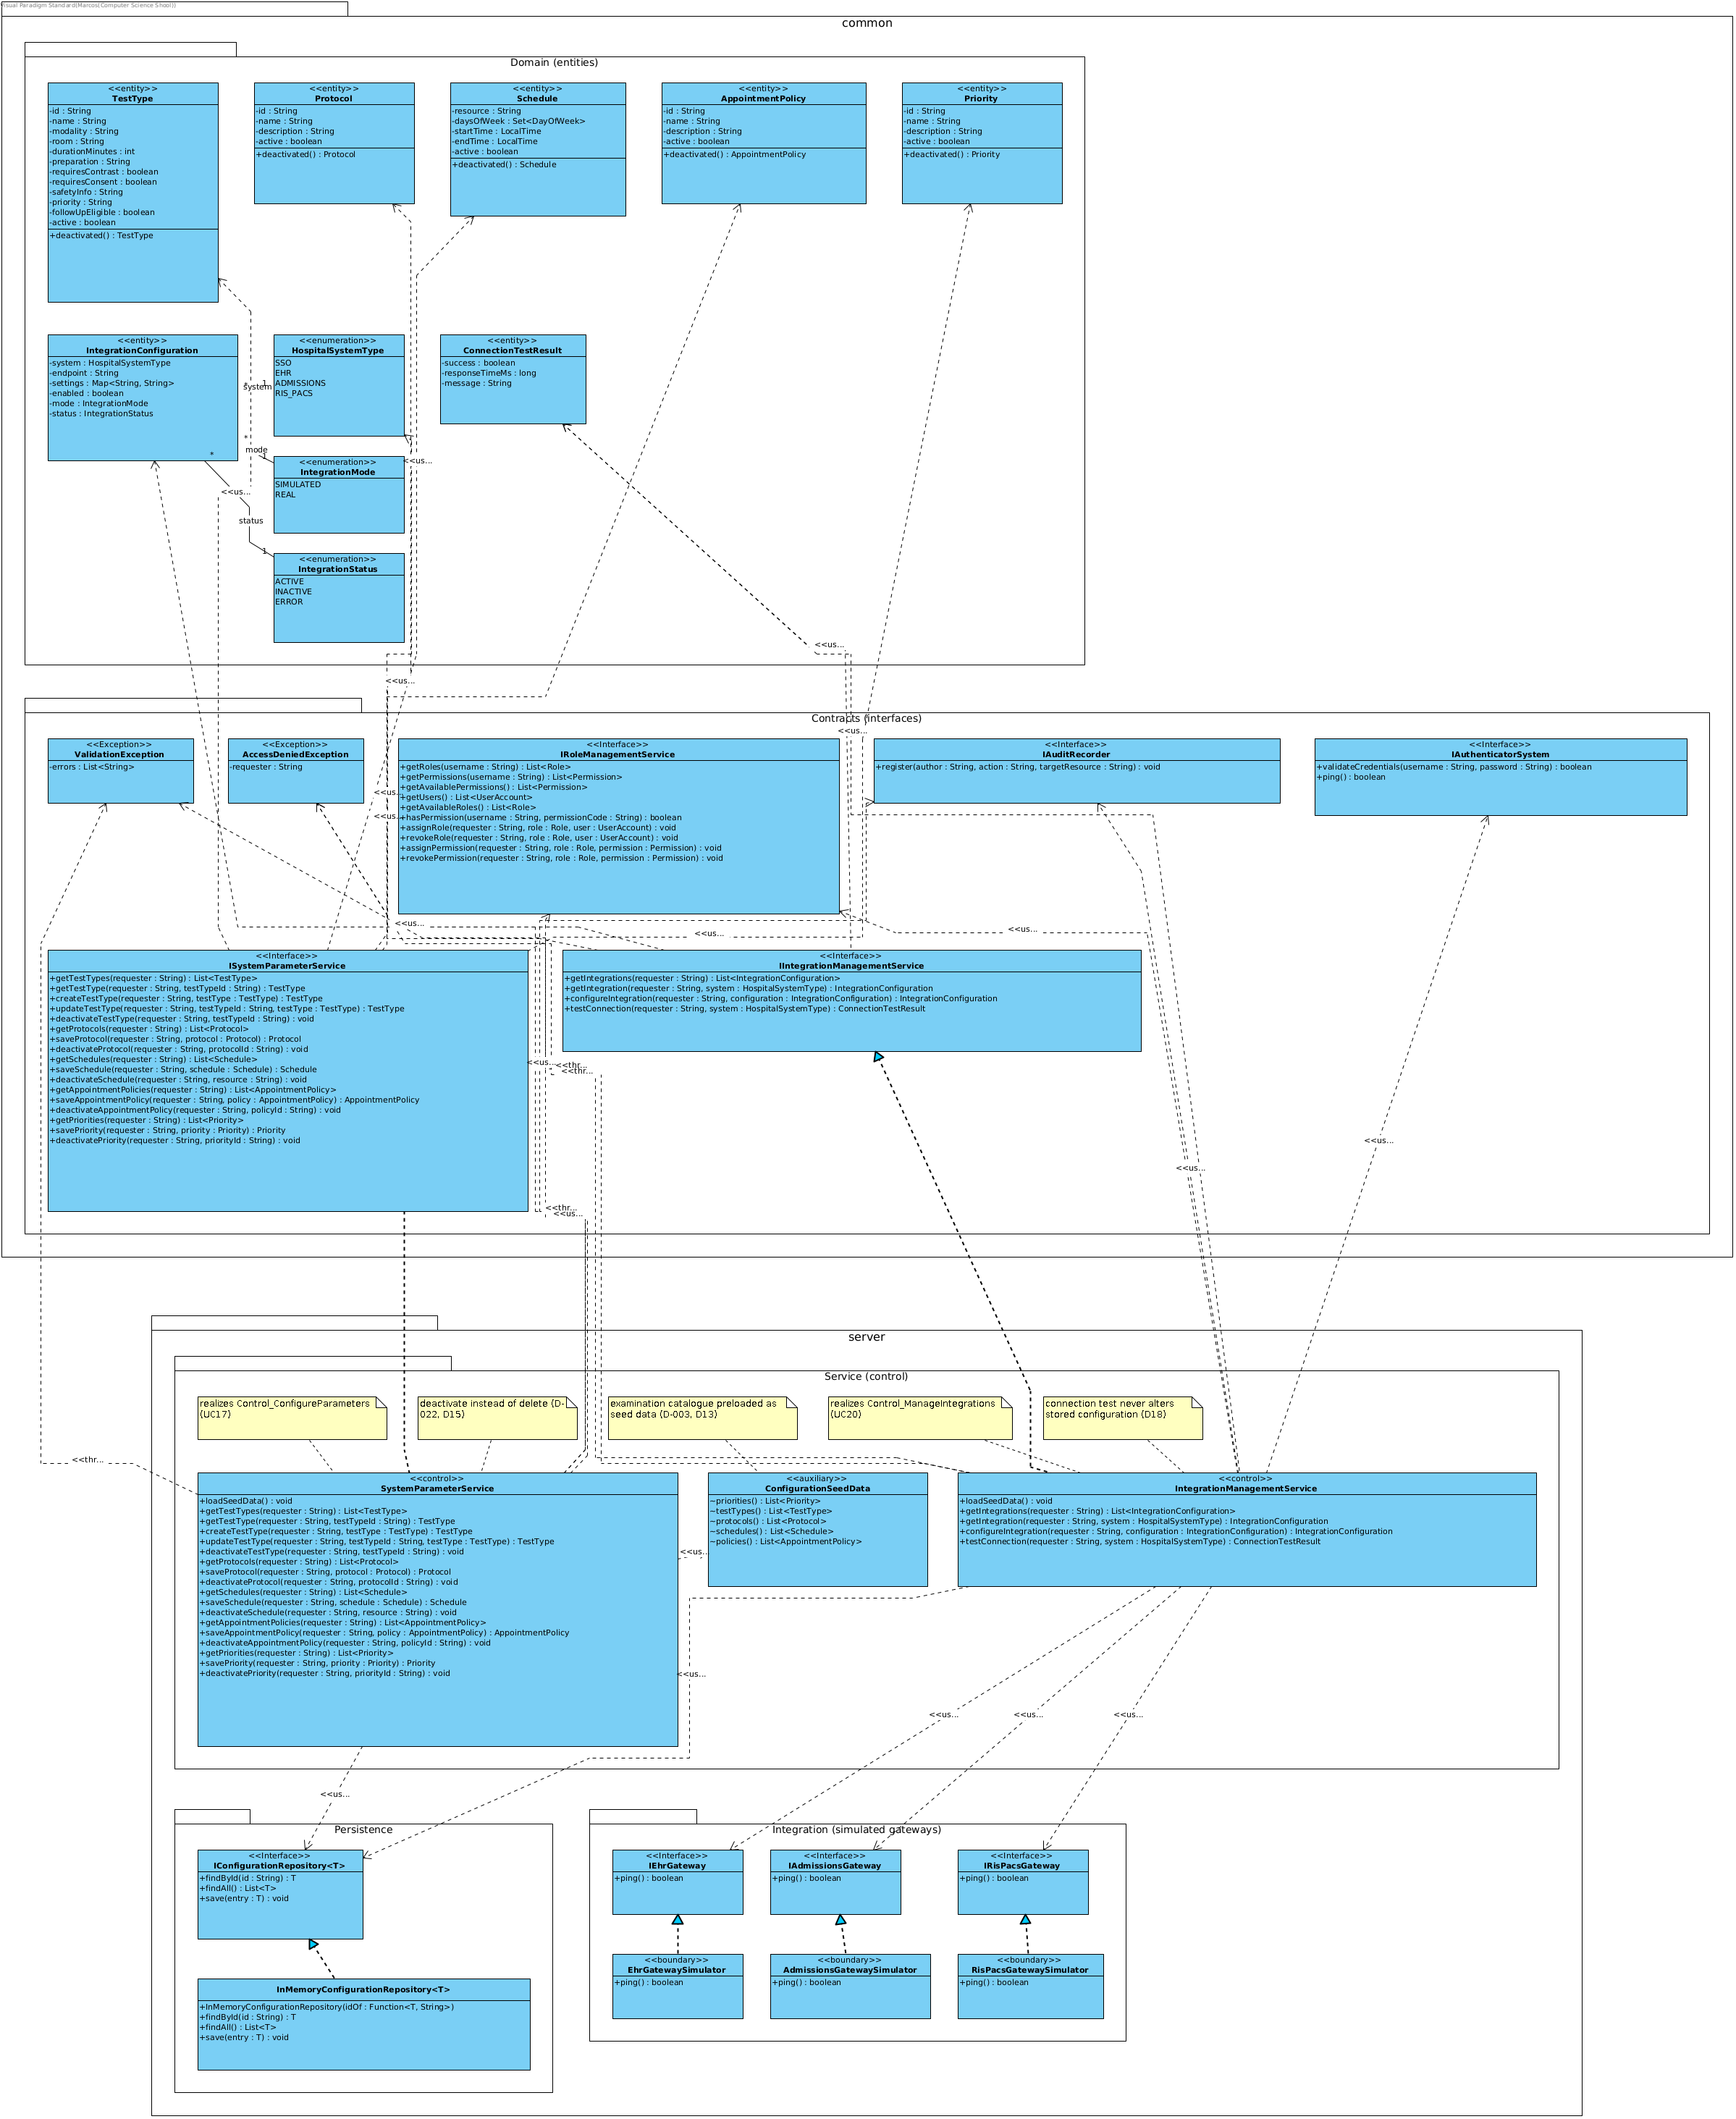 Visual Paradigm Standard(Marcos(Computer Science Shool))
common
Domain (entities)
<<entity>>
TestType
-id : String
-name : String
-modality : String
-room : String
-durationMinutes : int
-preparation : String
-requiresContrast : boolean
-requiresConsent : boolean
-safetyInfo : String
-priority : String
-followUpEligible : boolean
-active : boolean
+deactivated() : TestType
<<entity>>
Protocol
-id : String
-name : String
-description : String
-active : boolean
+deactivated() : Protocol
<<entity>>
Schedule
-resource : String
-daysOfWeek : Set<DayOfWeek>
-startTime : LocalTime
-endTime : LocalTime
-active : boolean
+deactivated() : Schedule
<<entity>>
AppointmentPolicy
-id : String
-name : String
-description : String
-active : boolean
+deactivated() : AppointmentPolicy
<<entity>>
Priority
-id : String
-name : String
-description : String
-active : boolean
+deactivated() : Priority
<<entity>>
IntegrationConfiguration
-system : HospitalSystemType
-endpoint : String
-settings : Map<String, String>
-enabled : boolean
-mode : IntegrationMode
-status : IntegrationStatus
<<enumeration>>
HospitalSystemType
SSO
EHR
ADMISSIONS
RIS_PACS
<<entity>>
ConnectionTestResult
-success : boolean
-responseTimeMs : long
-message : String
* 1
system
*
mode
1
<<enumeration>>
IntegrationMode
SIMULATED
REAL
<<us...
*
<<us...
status
1
<<enumeration>>
IntegrationStatus
ACTIVE
INACTIVE
ERROR
<<us...
<<us...
Contracts (interfaces)
<<us...
<<Exception>>
ValidationException
-errors : List<String>
<<Exception>>
AccessDeniedException
-requester : String
<<us...
<<us...
<<Interface>>
IRoleManagementService
+getRoles(username : String) : List<Role>
+getPermissions(username : String) : List<Permission>
+getAvailablePermissions() : List<Permission>
+getUsers() : List<UserAccount>
+getAvailableRoles() : List<Role>
+hasPermission(username : String, permissionCode : String) : boolean
+assignRole(requester : String, role : Role, user : UserAccount) : void
+revokeRole(requester : String, role : Role, user : UserAccount) : void
+assignPermission(requester : String, role : Role, permission : Permission) : void
+revokePermission(requester : String, role : Role, permission : Permission) : void
<<Interface>>
IAuditRecorder
+register(author : String, action : String, targetResource : String) : void
<<Interface>>
IAuthenticatorSystem
+validateCredentials(username : String, password : String) : boolean
+ping() : boolean
<<us...
<<us...
<<us...
<<Interface>>
ISystemParameterService
+getTestTypes(requester : String) : List<TestType>
+getTestType(requester : String, testTypeId : String) : TestType
+createTestType(requester : String, testType : TestType) : TestType
+updateTestType(requester : String, testTypeId : String, testType : TestType) : TestType
+deactivateTestType(requester : String, testTypeId : String) : void
+getProtocols(requester : String) : List<Protocol>
+saveProtocol(requester : String, protocol : Protocol) : Protocol
+deactivateProtocol(requester : String, protocolId : String) : void
+getSchedules(requester : String) : List<Schedule>
+saveSchedule(requester : String, schedule : Schedule) : Schedule
+deactivateSchedule(requester : String, resource : String) : void
+getAppointmentPolicies(requester : String) : List<AppointmentPolicy>
+saveAppointmentPolicy(requester : String, policy : AppointmentPolicy) : AppointmentPolicy
+deactivateAppointmentPolicy(requester : String, policyId : String) : void
+getPriorities(requester : String) : List<Priority>
+savePriority(requester : String, priority : Priority) : Priority
+deactivatePriority(requester : String, priorityId : String) : void
<<Interface>>
IIntegrationManagementService
+getIntegrations(requester : String) : List<IntegrationConfiguration>
+getIntegration(requester : String, system : HospitalSystemType) : IntegrationConfiguration
+configureIntegration(requester : String, configuration : IntegrationConfiguration) : IntegrationConfiguration
+testConnection(requester : String, system : HospitalSystemType) : ConnectionTestResult
<<us...
<<thr...
<<thr...
<<us...
<<us...
<<thr...
<<us...
server
Service (control)
realizes Control_ConfigureParameters
(UC17)
deactivate instead of delete (D-
022, D15)
examination catalogue preloaded as
seed data (D-003, D13)
realizes Control_ManageIntegrations
(UC20)
connection test never alters
stored configuration (D18)
<<thr...
<<control>>
SystemParameterService
+loadSeedData() : void
+getTestTypes(requester : String) : List<TestType>
+getTestType(requester : String, testTypeId : String) : TestType
+createTestType(requester : String, testType : TestType) : TestType
+updateTestType(requester : String, testTypeId : String, testType : TestType) : TestType
+deactivateTestType(requester : String, testTypeId : String) : void
+getProtocols(requester : String) : List<Protocol>
+saveProtocol(requester : String, protocol : Protocol) : Protocol
+deactivateProtocol(requester : String, protocolId : String) : void
+getSchedules(requester : String) : List<Schedule>
+saveSchedule(requester : String, schedule : Schedule) : Schedule
+deactivateSchedule(requester : String, resource : String) : void
+getAppointmentPolicies(requester : String) : List<AppointmentPolicy>
+saveAppointmentPolicy(requester : String, policy : AppointmentPolicy) : AppointmentPolicy
+deactivateAppointmentPolicy(requester : String, policyId : String) : void
+getPriorities(requester : String) : List<Priority>
+savePriority(requester : String, priority : Priority) : Priority
+deactivatePriority(requester : String, priorityId : String) : void
<<us...
<<auxiliary>>
ConfigurationSeedData
~priorities() : List<Priority>
~testTypes() : List<TestType>
~protocols() : List<Protocol>
~schedules() : List<Schedule>
~policies() : List<AppointmentPolicy>
<<control>>
IntegrationManagementService
+loadSeedData() : void
+getIntegrations(requester : String) : List<IntegrationConfiguration>
+getIntegration(requester : String, system : HospitalSystemType) : IntegrationConfiguration
+configureIntegration(requester : String, configuration : IntegrationConfiguration) : IntegrationConfiguration
+testConnection(requester : String, system : HospitalSystemType) : ConnectionTestResult
<<us...
<<us...
<<us...
<<us...
<<us...
Persistence
<<Interface>>
IConfigurationRepository<T>
+findById(id : String) : T
+findAll() : List<T>
+save(entry : T) : void
InMemoryConfigurationRepository<T>
+InMemoryConfigurationRepository(idOf : Function<T, String>)
+findById(id : String) : T
+findAll() : List<T>
+save(entry : T) : void
Integration (simulated gateways)
<<Interface>>
IEhrGateway
+ping() : boolean
<<Interface>>
IAdmissionsGateway
+ping() : boolean
<<Interface>>
IRisPacsGateway
+ping() : boolean
<<boundary>>
EhrGatewaySimulator
+ping() : boolean
<<boundary>>
AdmissionsGatewaySimulator
+ping() : boolean
<<boundary>>
RisPacsGatewaySimulator
+ping() : boolean